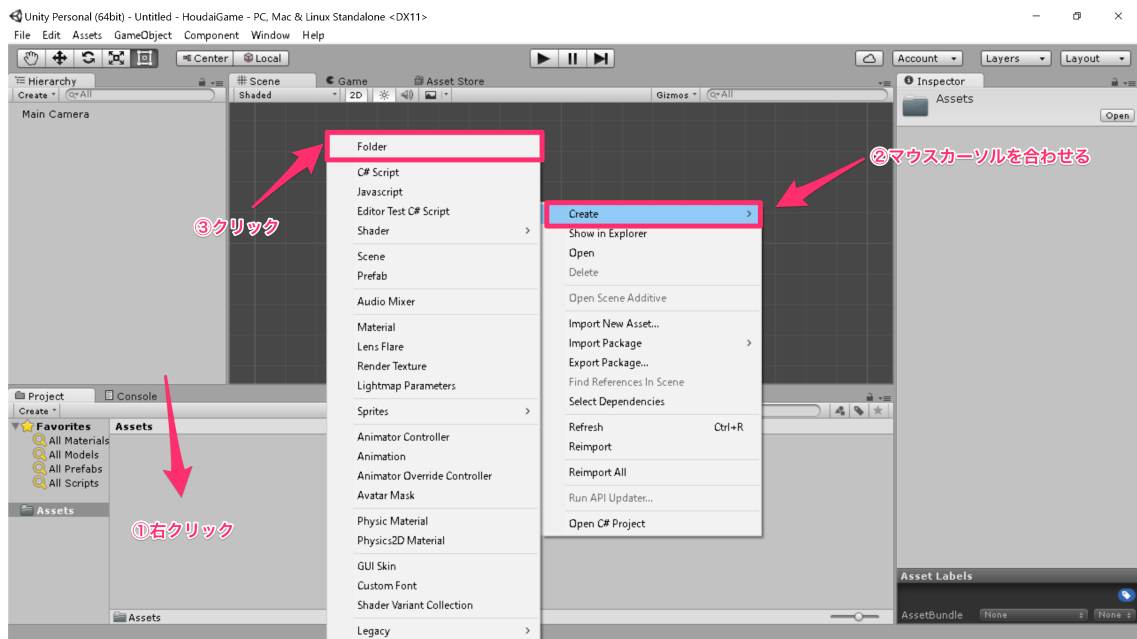 Unity Personal (64bit) - Untitled - HoudaiGame - PC, Mac & Linux Standalone <DX11>
File Edit Assets GameObject Component Window Help
Center Local Account Layers Layout
Hierarchy
Create All
Main Camera
Scene Game Asset Store
Shaded 2D Gizmos All
Inspector
Assets
Open
②マウスカーソルを合わせる
③クリック
①右クリック
Folder
C# Script
Javascript
Editor Test C# Script
Shader
Scene
Prefab
Audio Mixer
Material
Lens Flare
Render Texture
Lightmap Parameters
Sprites
Animator Controller
Animation
Animator Override Controller
Avatar Mask
Physic Material
Physics2D Material
GUI Skin
Custom Font
Shader Variant Collection
Legacy
Create
Show in Explorer
Open
Delete
Open Scene Additive
Import New Asset...
Import Package
Export Package...
Find References In Scene
Select Dependencies
Refresh Ctrl+R
Reimport
Reimport All
Run API Updater...
Open C# Project
Project Console
Create
Favorites
All Materials
All Models
All Prefabs
All Scripts
Assets
Assets
Assets
Asset Labels
AssetBundle None None